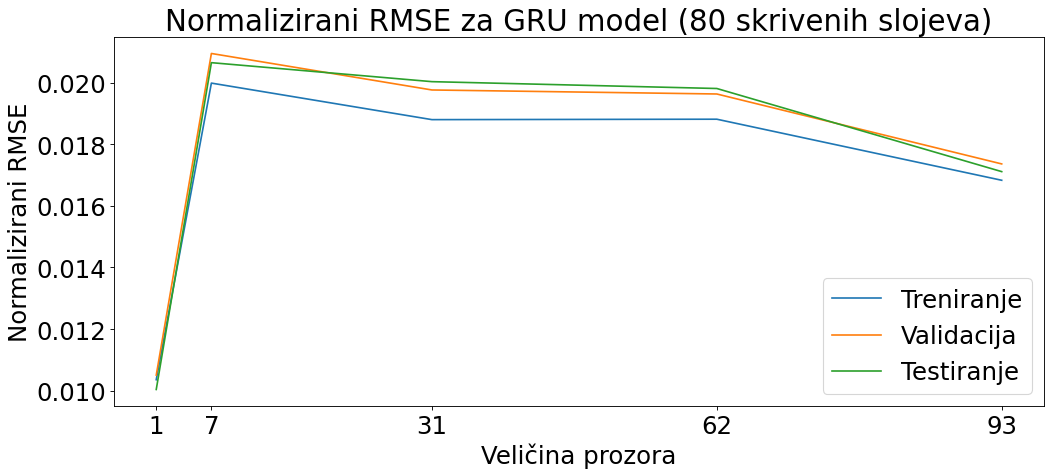 Normalizirani RMSE za GRU model (80 skrivenih slojeva)
Normalizirani RMSE
0.020
0.018
0.016
0.014
0.012
0.010
Treniranje
Validacija
Testiranje
1 7 31 62 93
Veličina prozora